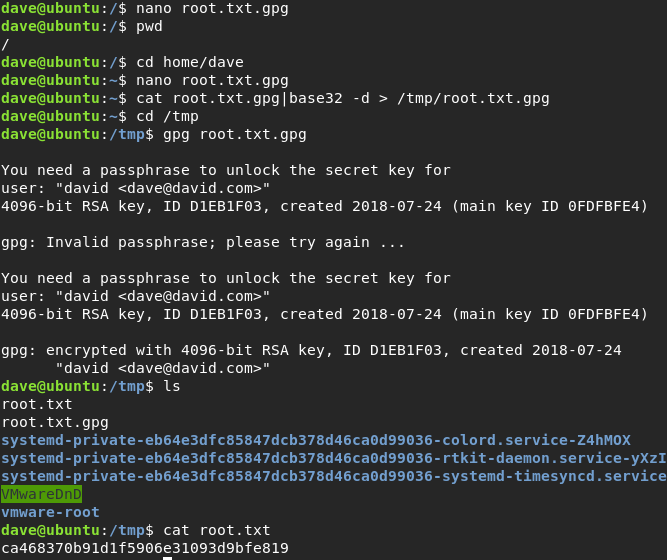 dave@ubuntu:/$ nano root.txt.gpg
dave@ubuntu:/$ pwd
/
dave@ubuntu:/$ cd home/dave
dave@ubuntu:~$ nano root.txt.gpg
dave@ubuntu:~$ cat root.txt.gpg|base32 -d > /tmp/root.txt.gpg
dave@ubuntu:~$ cd /tmp
dave@ubuntu:/tmp$ gpg root.txt.gpg
You need a passphrase to unlock the secret key for
user: "david <dave@david.com>"
4096-bit RSA key, ID D1EB1F03, created 2018-07-24 (main key ID 0FDFBFE4)
gpg: Invalid passphrase; please try again ...
You need a passphrase to unlock the secret key for
user: "david <dave@david.com>"
4096-bit RSA key, ID D1EB1F03, created 2018-07-24 (main key ID 0FDFBFE4)
gpg: encrypted with 4096-bit RSA key, ID D1EB1F03, created 2018-07-24
"david <dave@david.com>"
dave@ubuntu:/tmp$ ls
root.txt
root.txt.gpg
systemd-private-eb64e3dfc85847dcb378d46ca0d99036-colord.service-Z4hMOX
systemd-private-eb64e3dfc85847dcb378d46ca0d99036-rtkit-daemon.service-yXzI
systemd-private-eb64e3dfc85847dcb378d46ca0d99036-systemd-timesyncd.service
VMwareDnD
vmware-root
dave@ubuntu:/tmp$ cat root.txt
ca468370b91d1f5906e31093d9bfe819